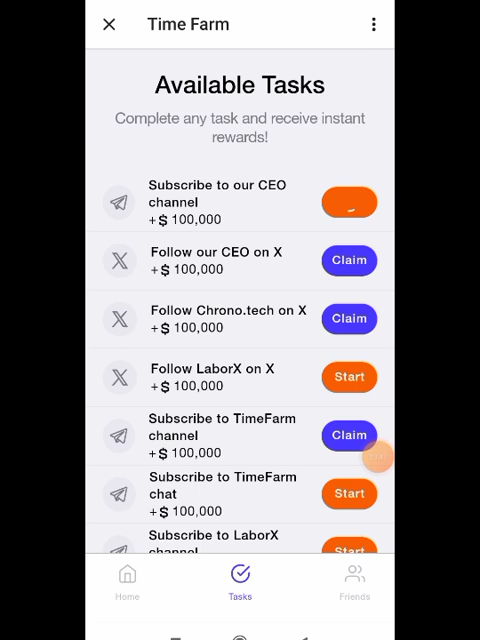 Time Farm
Available Tasks
Complete any task and receive instant
rewards!
Subscribe to our CEO
channel
+$ 100,000
Follow our CEO on X
+$ 100,000
Claim
Follow Chrono.tech on X
+$ 100,000
Claim
Follow LaborX on X
+$ 100,000
Start
Subscribe to TimeFarm
channel
+$ 100,000
Claim
Subscribe to TimeFarm
chat
+$ 100,000
Start
Subscribe to LaborX
channel
Start
Home
Tasks
Friends